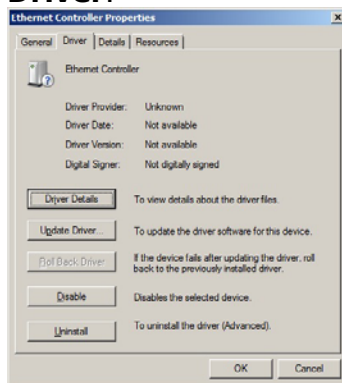 Ethernet Controller Properties
General Driver Details Resources
Ethernet Controller
Driver Provider: Unknown
Driver Date: Not available
Driver Version: Not available
Digital Signer: Not digitally signed
Driver Details To view details about the driver files.
Update Driver... To update the driver software for this device.
Roll Back Driver If the device fails after updating the driver, roll
back to the previously installed driver.
Disable Disables the selected device.
Uninstall To uninstall the driver (Advanced).
OK Cancel